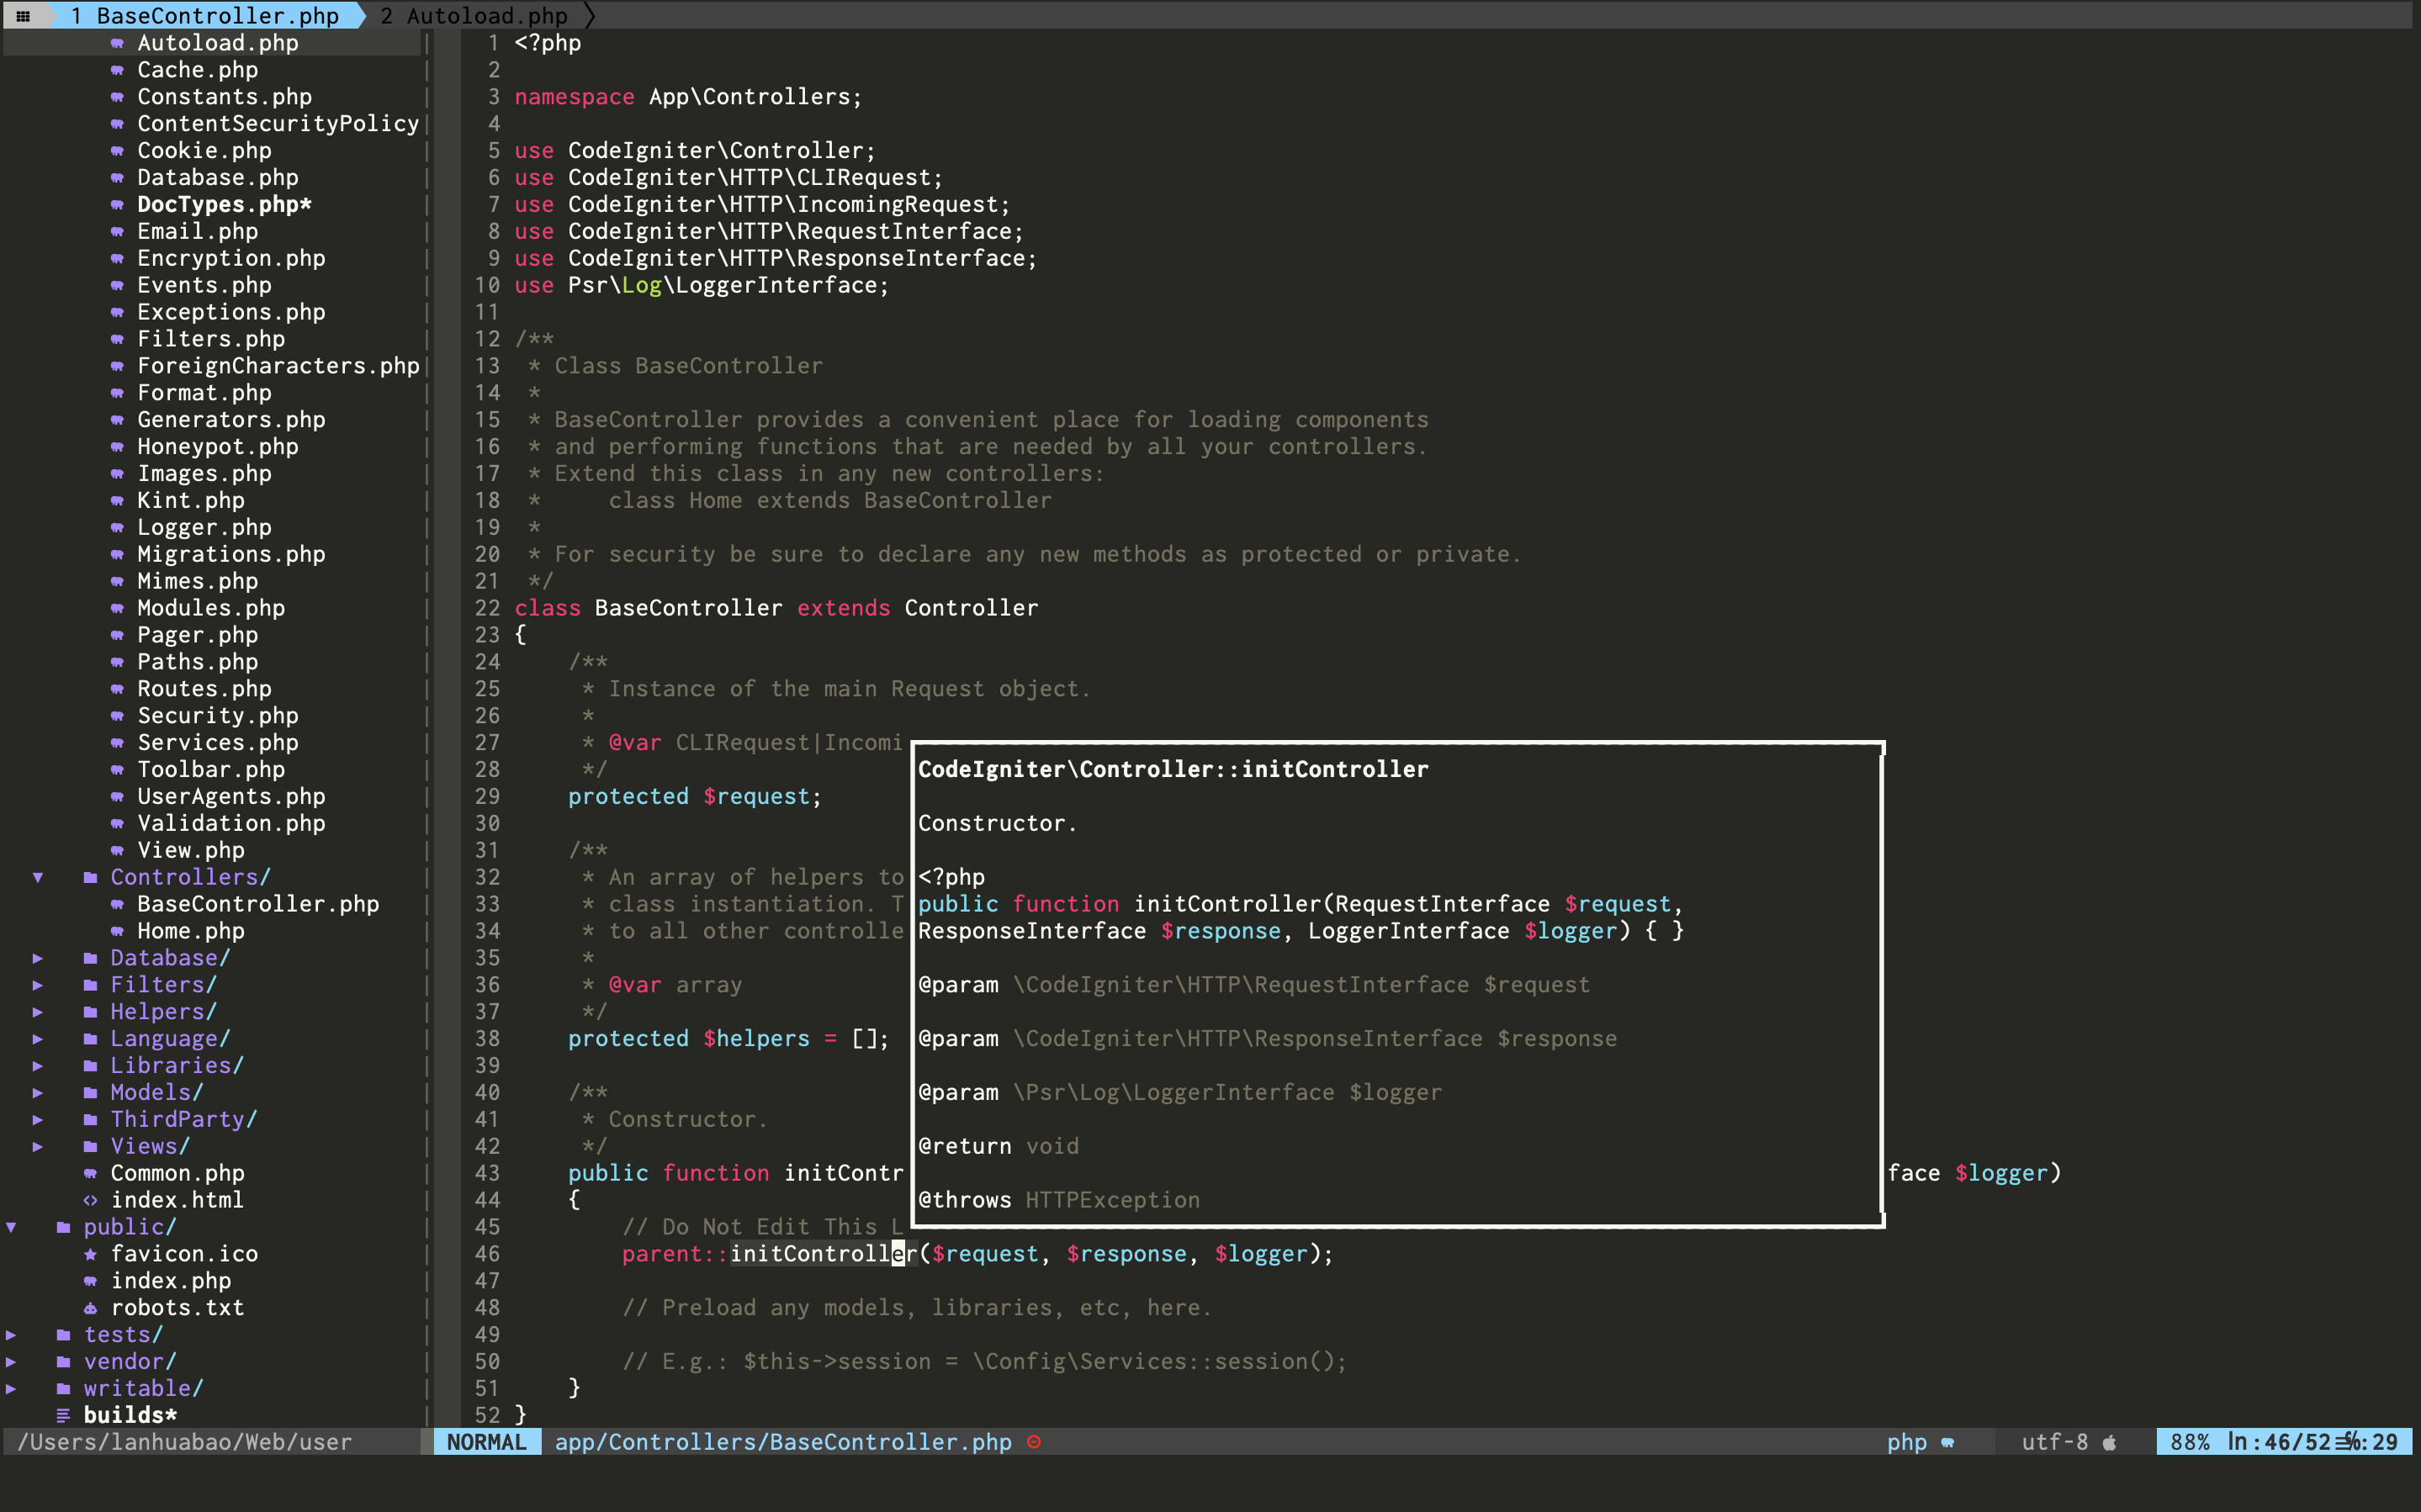 1 BaseController.php
2 Autoload.php
Autoload.php
Cache.php
Constants.php
ContentSecurityPolicy
Cookie.php
Database.php
DocTypes.php*
Email.php
Encryption.php
Events.php
Exceptions.php
Filters.php
ForeignCharacters.php
Format.php
Generators.php
Honeypot.php
Images.php
Kint.php
Logger.php
Migrations.php
Mimes.php
Modules.php
Pager.php
Paths.php
Routes.php
Security.php
Services.php
Toolbar.php
UserAgents.php
Validation.php
View.php
▼ Controllers/
BaseController.php
Home.php
▶ Database/
▶ Filters/
▶ Helpers/
▶ Language/
▶ Libraries/
▶ Models/
▶ ThirdParty/
▶ Views/
Common.php
<> index.html
▼ public/
favicon.ico
index.php
robots.txt
▶ tests/
▶ vendor/
▶ writable/
builds*
/Users/lanhuabao/Web/user
1 <?php
2
3 namespace App\Controllers;
4
5 use CodeIgniter\Controller;
6 use CodeIgniter\HTTP\CLIRequest;
7 use CodeIgniter\HTTP\IncomingRequest;
8 use CodeIgniter\HTTP\RequestInterface;
9 use CodeIgniter\HTTP\ResponseInterface;
10 use Psr\Log\LoggerInterface;
11
12 /**
13  * Class BaseController
14  *
15  * BaseController provides a convenient place for loading components
16  * and performing functions that are needed by all your controllers.
17  * Extend this class in any new controllers:
18  *     class Home extends BaseController
19  *
20  * For security be sure to declare any new methods as protected or private.
21  */
22 class BaseController extends Controller
23 {
24     /**
25      * Instance of the main Request object.
26      *
27      * @var CLIRequest|Incomi
28      */
29     protected $request;
30
31     /**
32      * An array of helpers to
33      * class instantiation. T
34      * to all other controlle
35      *
36      * @var array
37      */
38     protected $helpers = [];
39
40     /**
41      * Constructor.
42      */
43     public function initContr face $logger)
44     {
45         // Do Not Edit This L
46         parent::initController($request, $response, $logger);
47
48         // Preload any models, libraries, etc, here.
49
50         // E.g.: $this->session = \Config\Services::session();
51     }
52 }
CodeIgniter\Controller::initController
Constructor.
<?php
public function initController(RequestInterface $request,
ResponseInterface $response, LoggerInterface $logger) { }
@param \CodeIgniter\HTTP\RequestInterface $request
@param \CodeIgniter\HTTP\ResponseInterface $response
@param \Psr\Log\LoggerInterface $logger
@return void
@throws HTTPException
NORMAL app/Controllers/BaseController.php
php
utf-8
88% ln:46/52 ≡℅:29